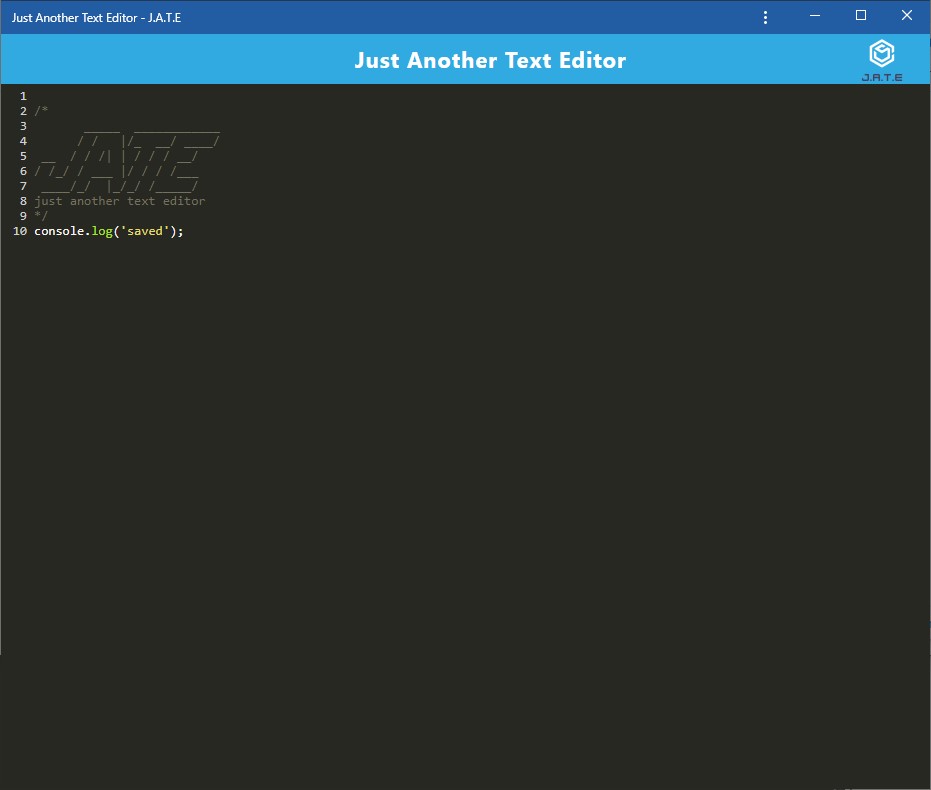 Just Another Text Editor - J.A.T.E
Just Another Text Editor
J.A.T.E
1
2 /*
3        _____  ____________
4       / /   |/_  __/ ____/
5  __  / / /| | / / / __/
6 / /_/ / ___ |/ / / /___
7  ____/_/  |_/_/ /_____/
8 just another text editor
9 */
10 console.log('saved');